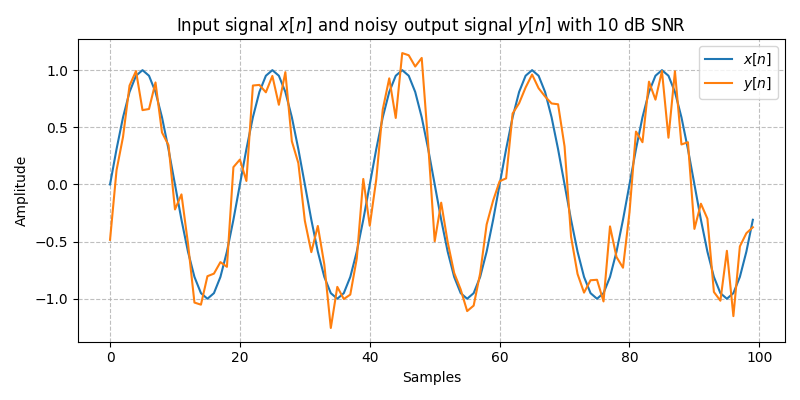 Input signal x[n] and noisy output signal y[n] with 10 dB SNR
x[n]
y[n]
1.0
0.5
0.0
−0.5
−1.0
Amplitude
0 20 40 60 80 100
Samples